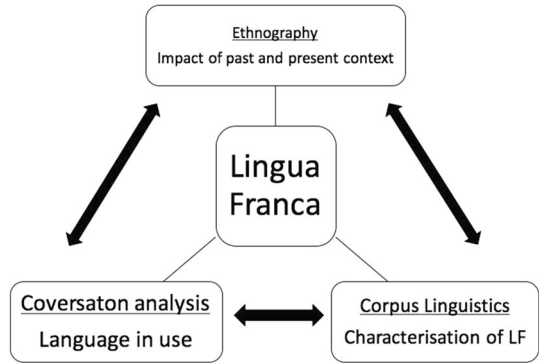 Ethnography
Impact of past and present context
Lingua
Franca
Coversaton analysis
Language in use
Corpus Linguistics
Characterisation of LF